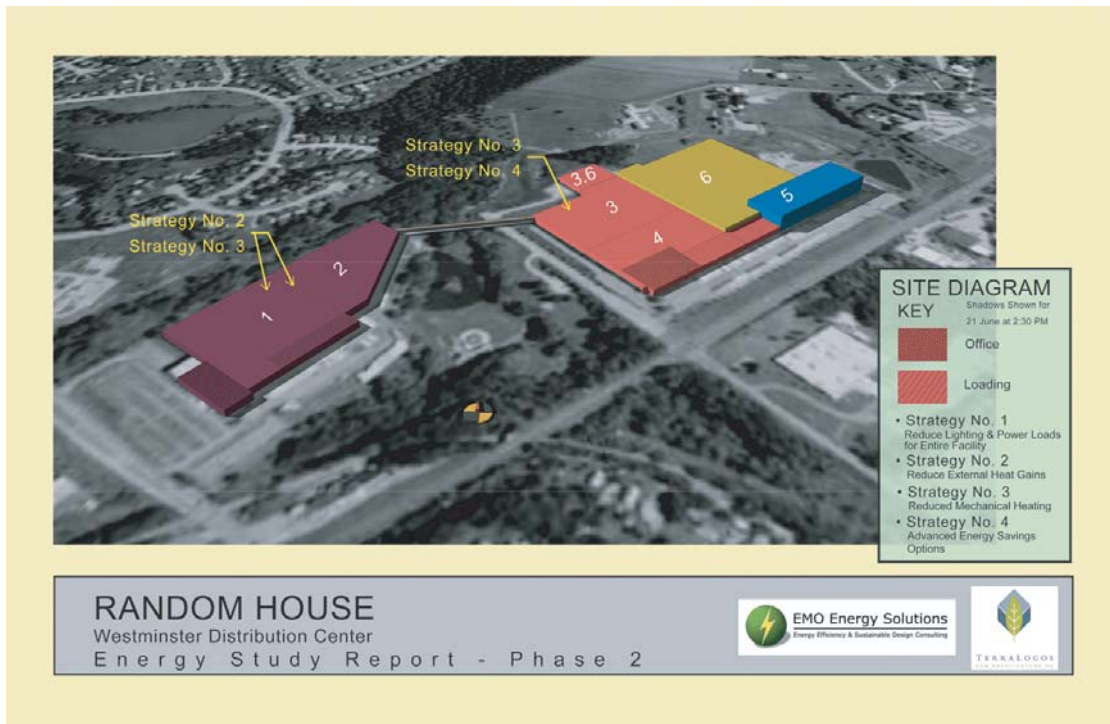 Strategy No. 3
Strategy No. 4
3.6
6
3
5
4
Strategy No. 2
Strategy No. 3
2
1
SITE DIAGRAM
KEY
Shadows Shown for
21 June at 2:30 PM
Office
Loading
• Strategy No. 1
Reduce Lighting & Power Loads
for Entire Facility
• Strategy No. 2
Reduce External Heat Gains
• Strategy No. 3
Reduced Mechanical Heating
• Strategy No. 4
Advanced Energy Savings
Options
RANDOM HOUSE
Westminster Distribution Center
Energy Study Report - Phase 2
EMO Energy Solutions
Energy Efficiency & Sustainable Design Consulting
TERRALOGOS